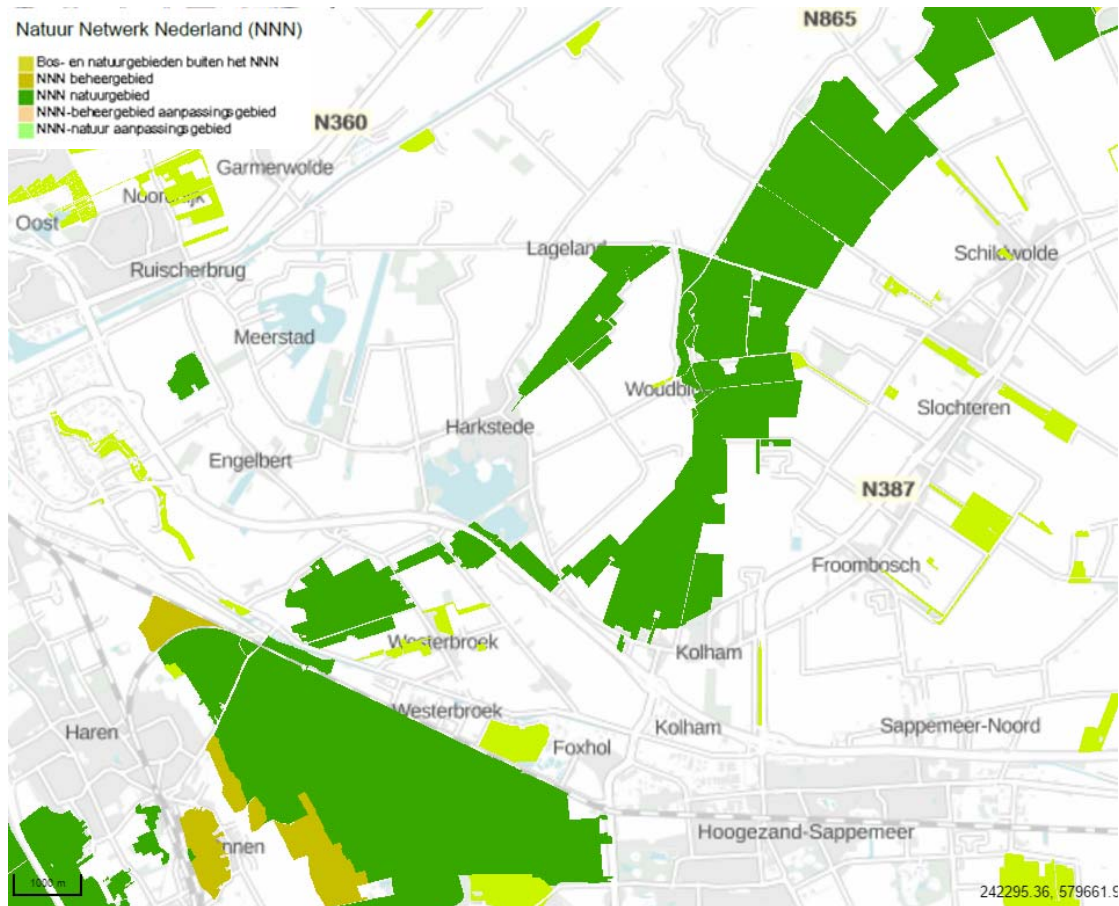 Natuur Netwerk Nederland (NNN)
Bos- en natuurgebieden buiten het NNN
NNN beheergebied
NNN natuurgebied
NNN-beheergebied aanpassingsgebied
NNN-natuur aanpassingsgebied
N865
N360
Garmerwolde
Oost
Ruischerbrug
Lageland
Schildwolde
Meerstad
Harkstede
Slochteren
Engelbert
N387
Froombosch
Westerbroek
Kolham
Westerbroek
Haren
Foxhol
Kolham
Sappemeer-Noord
Hoogezand-Sappemeer
nnen
1000 m
242295.36, 579661.9